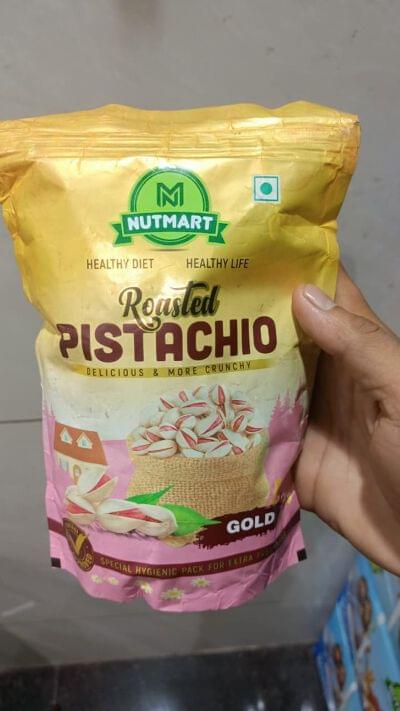 NUTMART
HEALTHY DIET HEALTHY LIFE
Roasted
PISTACHIO
DELICIOUS & MORE CRUNCHY
GOLD
SPECIAL HYGIENIC PACK FOR EXTRA